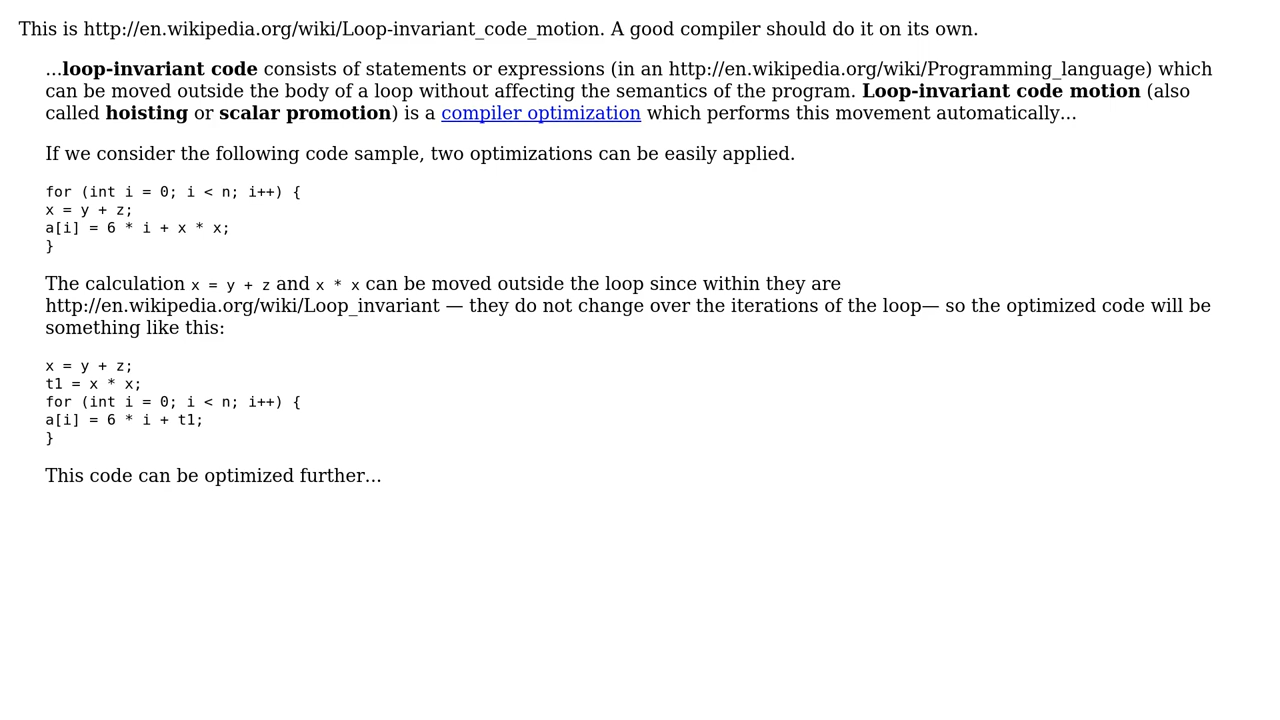 This is http://en.wikipedia.org/wiki/Loop-invariant_code_motion. A good compiler should do it on its own.
...loop-invariant code consists of statements or expressions (in an http://en.wikipedia.org/wiki/Programming_language) which
can be moved outside the body of a loop without affecting the semantics of the program. Loop-invariant code motion (also
called hoisting or scalar promotion) is a compiler optimization which performs this movement automatically…
If we consider the following code sample, two optimizations can be easily applied.
for (int i = 0; i < n; i++) {
x = y + z;
a[i] = 6 * i + x * x;
}
The calculation x = y + z and x * x can be moved outside the loop since within they are
http://en.wikipedia.org/wiki/Loop_invariant — they do not change over the iterations of the loop— so the optimized code will be
something like this:
x = y + z;
t1 = x * x;
for (int i = 0; i < n; i++) {
a[i] = 6 * i + t1;
}
This code can be optimized further…